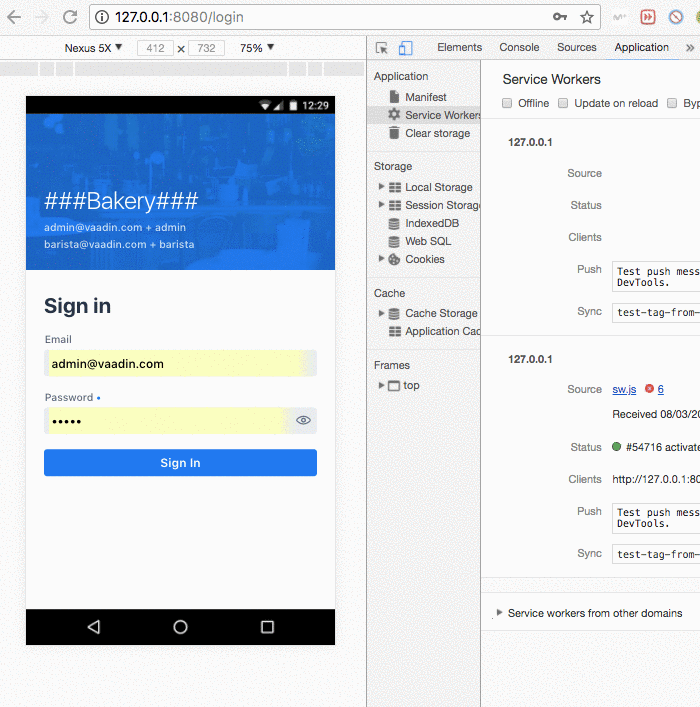 127.0.0.1:8080/login
Nexus 5X ▼ 412 × 732 75% ▼
Elements Console Sources Application »
12:29
###Bakery###
admin@vaadin.com + admin
barista@vaadin.com + barista
Sign in
Email
admin@vaadin.com
Password •
•••••
Sign In
Application
Manifest
Service Workers
Clear storage
Storage
Local Storage
Session Storag
IndexedDB
Web SQL
Cookies
Cache
Cache Storage
Application Cac
Frames
top
Service Workers
Offline Update on reload Byp
127.0.0.1
Source
Status
Clients
Push Test push mess
DevTools.
Sync test-tag-from-
127.0.0.1
Source sw.js 6
Received 08/03/20
Status #54716 activate
Clients http://127.0.0.1:80
Push Test push mess
DevTools.
Sync test-tag-from-
Service workers from other domains